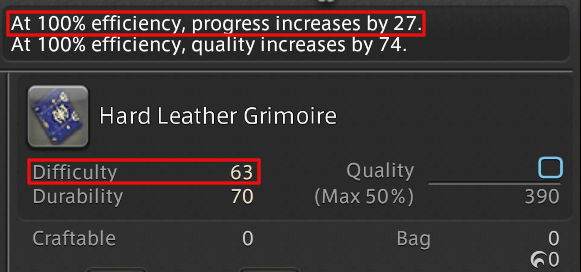 At 100% efficiency, progress increases by 27.
At 100% efficiency, quality increases by 74.
Hard Leather Grimoire
Difficulty 63 Quality
Durability 70 (Max 50%) 390
Craftable 0 Bag 0
0